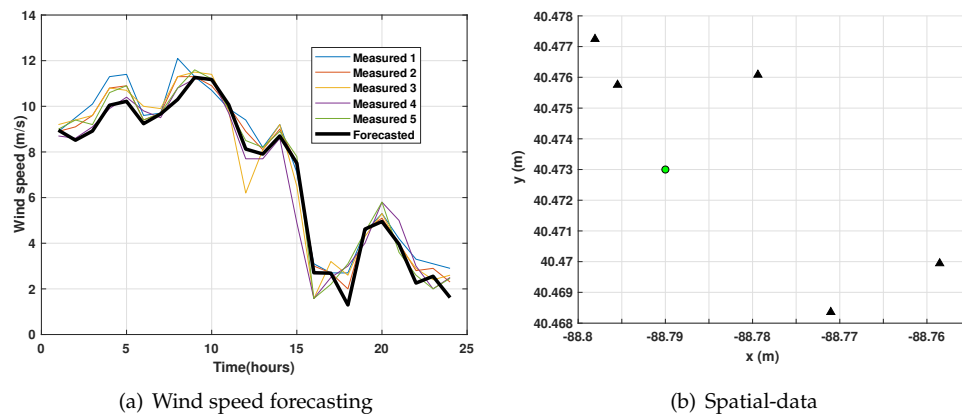 14
12
10
8
6
4
2
0
Wind speed (m/s)
Measured 1
Measured 2
Measured 3
Measured 4
Measured 5
Forecasted
0 5 10 15 20 25
Time(hours)
(a) Wind speed forecasting
40.478
40.477
40.476
40.475
40.474
40.473
40.472
40.471
40.47
40.469
40.468
y (m)
-88.8 -88.79 -88.78 -88.77 -88.76
x (m)
(b) Spatial-data